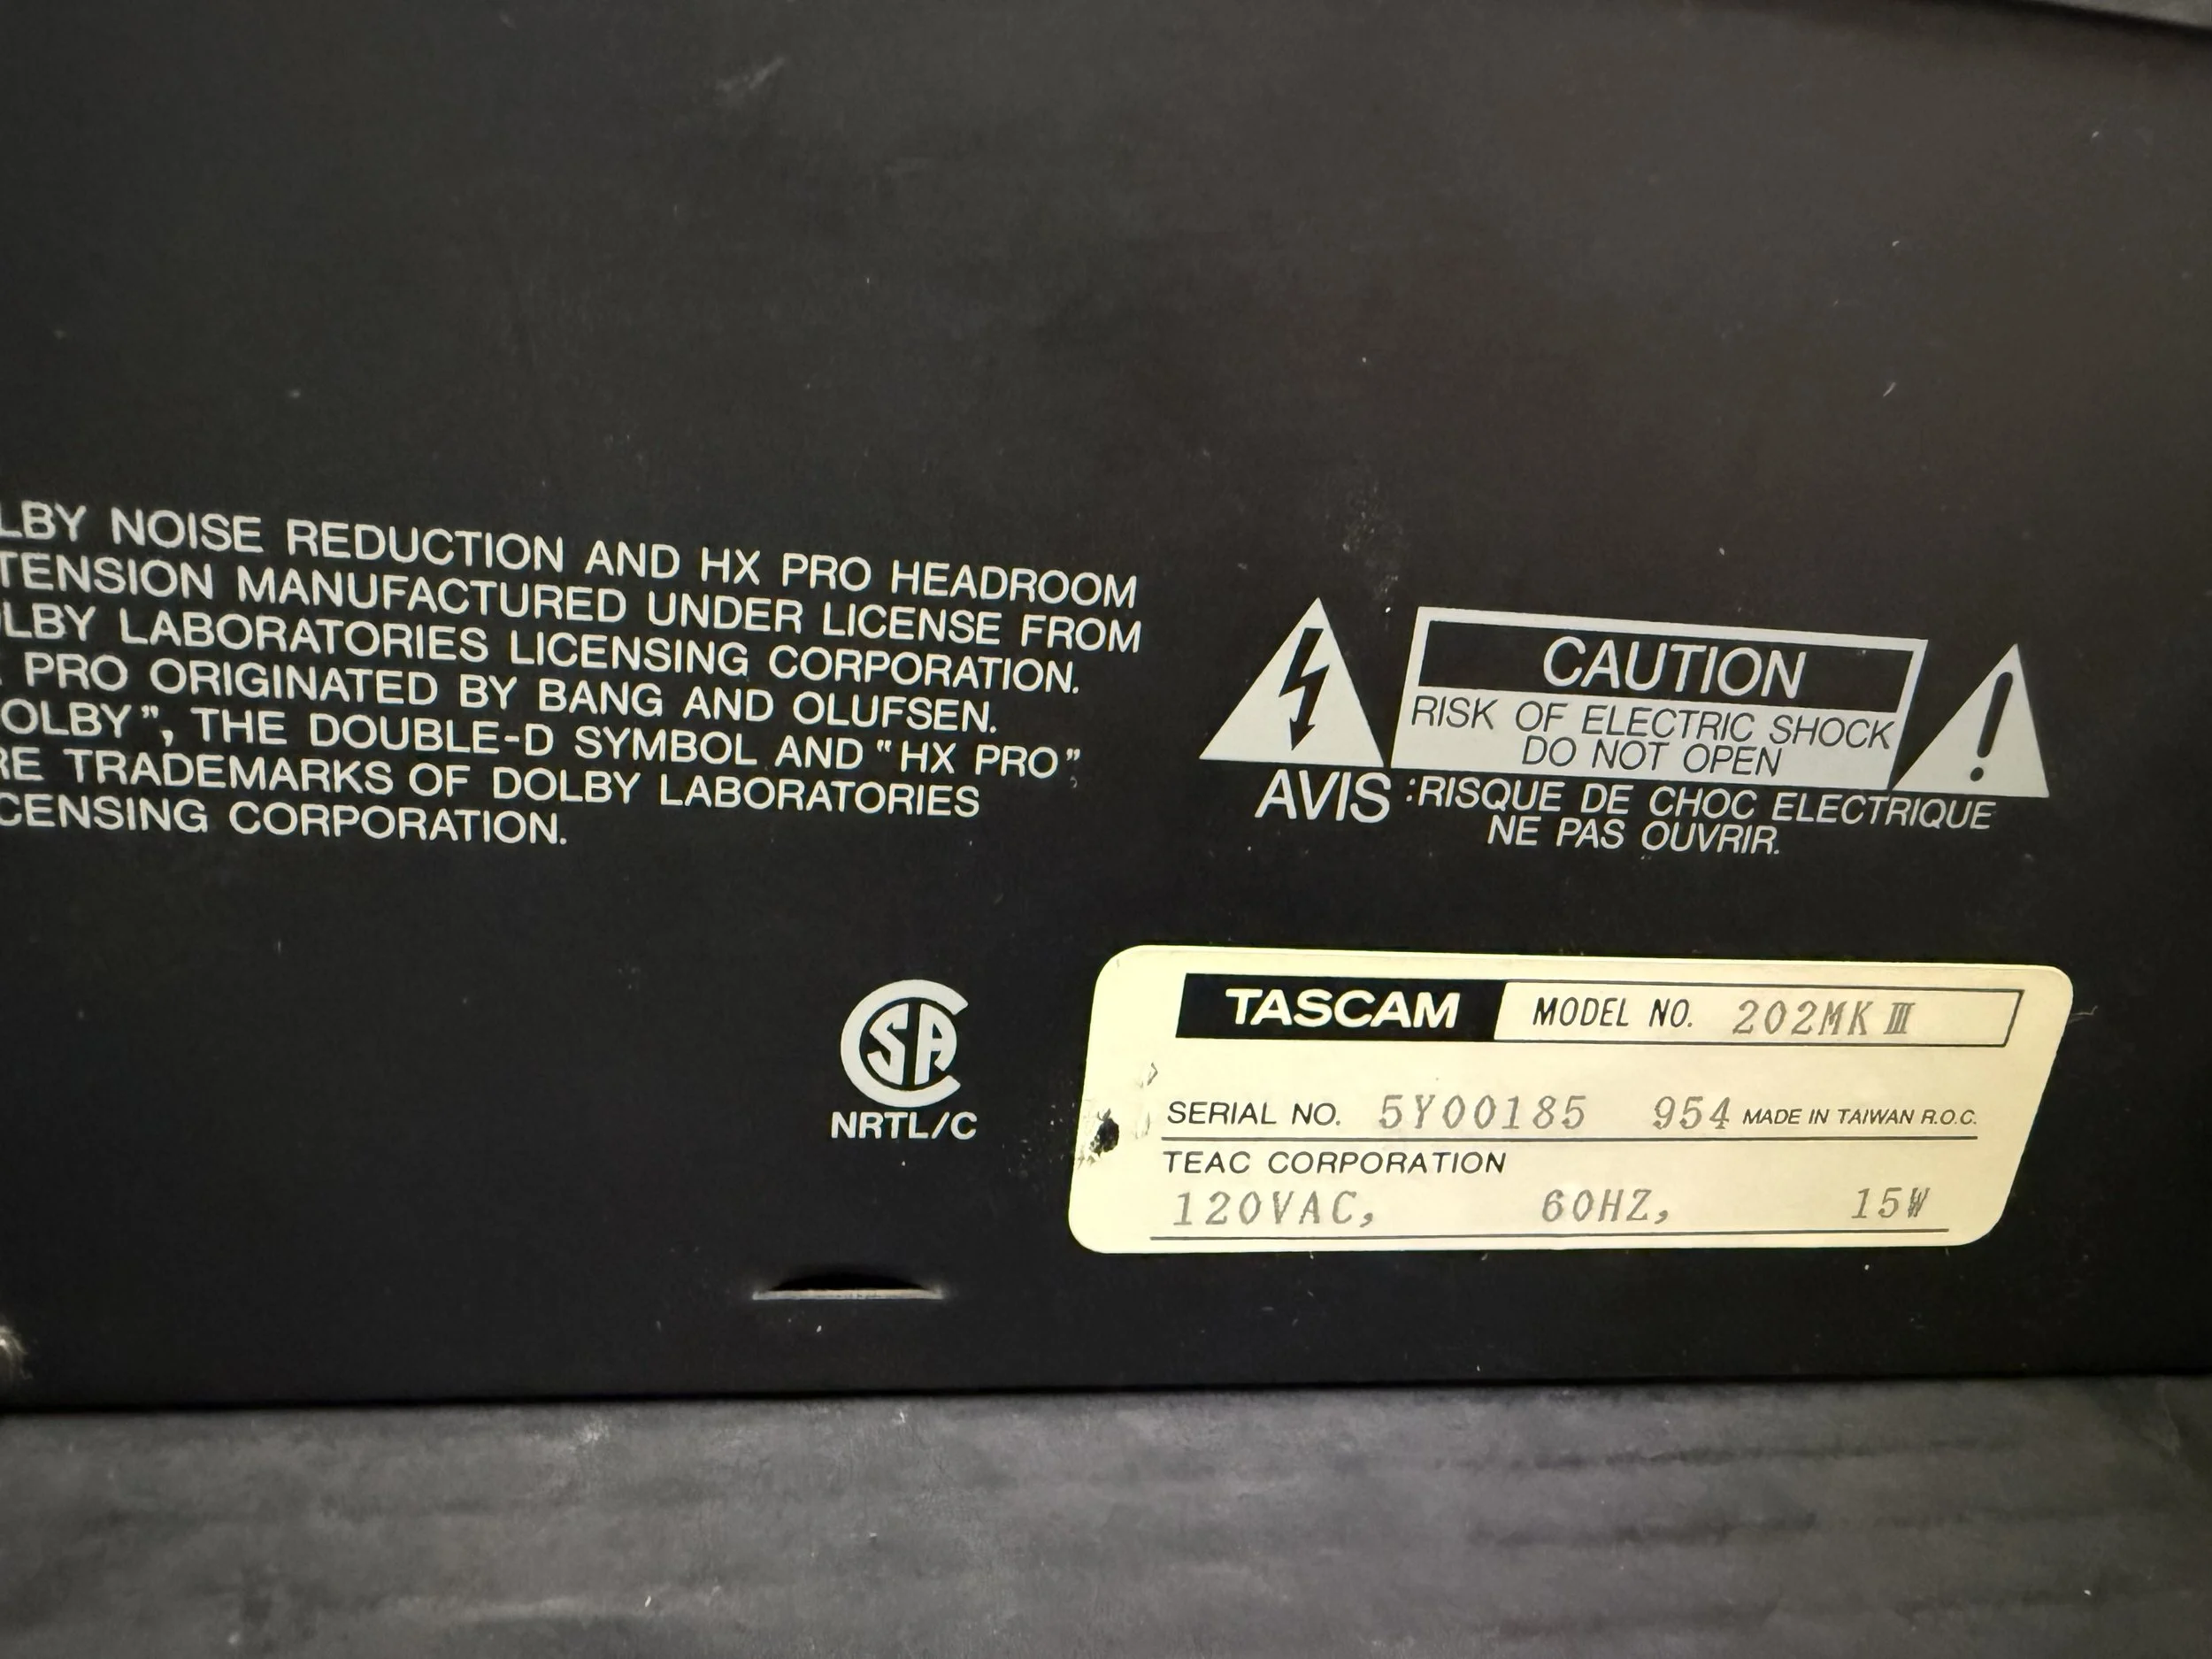 LBY NOISE REDUCTION AND HX PRO HEADROOM
TENSION MANUFACTURED UNDER LICENSE FROM
LBY LABORATORIES LICENSING CORPORATION.
PRO ORIGINATED BY BANG AND OLUFSEN.
OLBY", THE DOUBLE-D SYMBOL AND "HX PRO"
RE TRADEMARKS OF DOLBY LABORATORIES
CENSING CORPORATION.
CAUTION
RISK OF ELECTRIC SHOCK
DO NOT OPEN
AVIS :RISQUE DE CHOC ELECTRIQUE
NE PAS OUVRIR.
CSA
NRTL/C
TASCAM MODEL NO. 202MKⅢ
SERIAL NO. 5Y00185 954 MADE IN TAIWAN R.O.C.
TEAC CORPORATION
120VAC, 60HZ, 15W